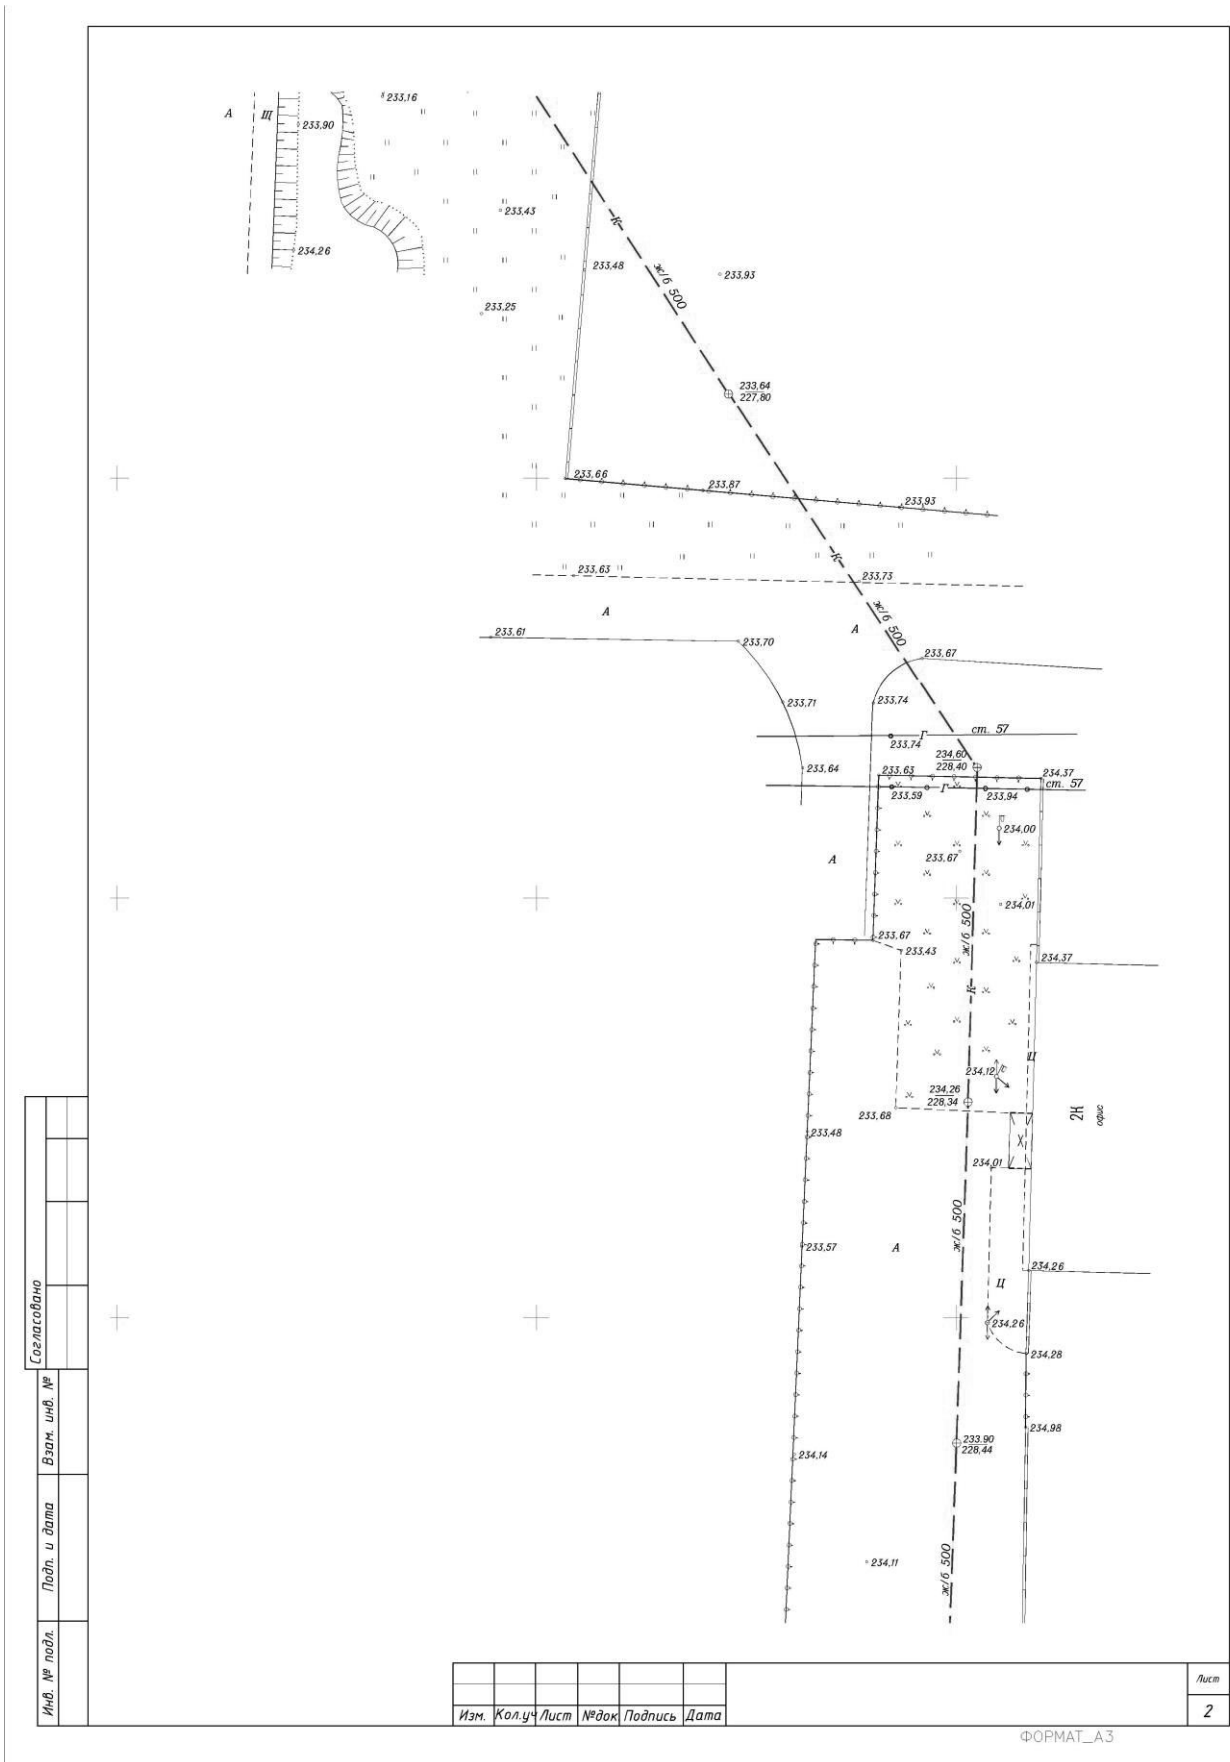 233,16
А
Щ
233,90
233,43
К
234,26
ж/б 500
233,48
233,93
233,25
233,64
227,80
233,66
233,87
233,93
К
233,63
233,73
А
ж/б 500
А
233,61
233,70
233,67
233,71
233,74
Г
ст. 57
233,74
234,60
228,40
233,64
233,63
234,37
Г
ст. 57
233,59
233,94
234,00
А
233,67
234,01
ж/б 500
233,67
233,43
234,37
К
Ц
234,12
234,26
228,34
2Н
офис
233,68
233,48
Х
234,01
ж/б 500
233,57
А
234,26
Ц
234,26
234,28
234,98
233,90
228,44
234,14
ж/б 500
234,11
Согласовано
Взам. инв. №
Подп. и дата
Инв. № подл.
Изм.
Кол.уч
Лист
№док
Подпись
Дата
Лист
2
ФОРМАТ_А3